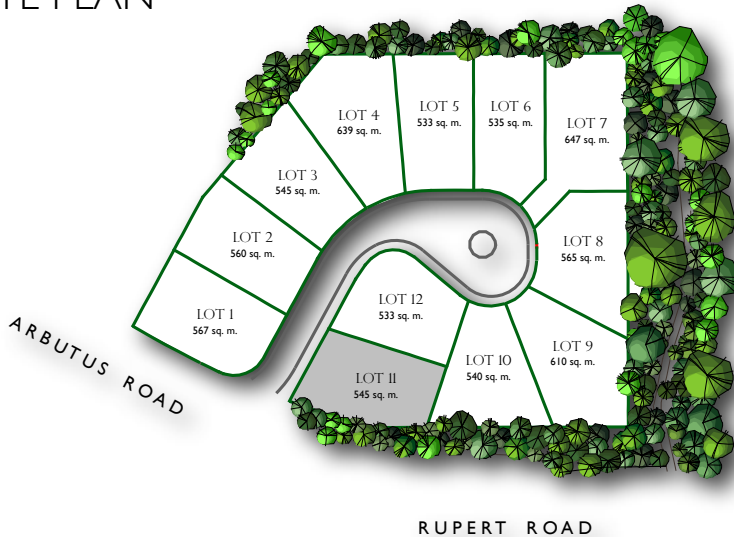 LOT 4
639 sq. m.
LOT 5
533 sq. m.
LOT 6
535 sq. m.
LOT 7
647 sq. m.
LOT 3
545 sq. m.
LOT 2
560 sq. m.
LOT 8
565 sq. m.
LOT 1
567 sq. m.
LOT 12
533 sq. m.
LOT 9
610 sq. m.
LOT 10
540 sq. m.
LOT 11
545 sq. m.
ARBUTUS ROAD
RUPERT ROAD